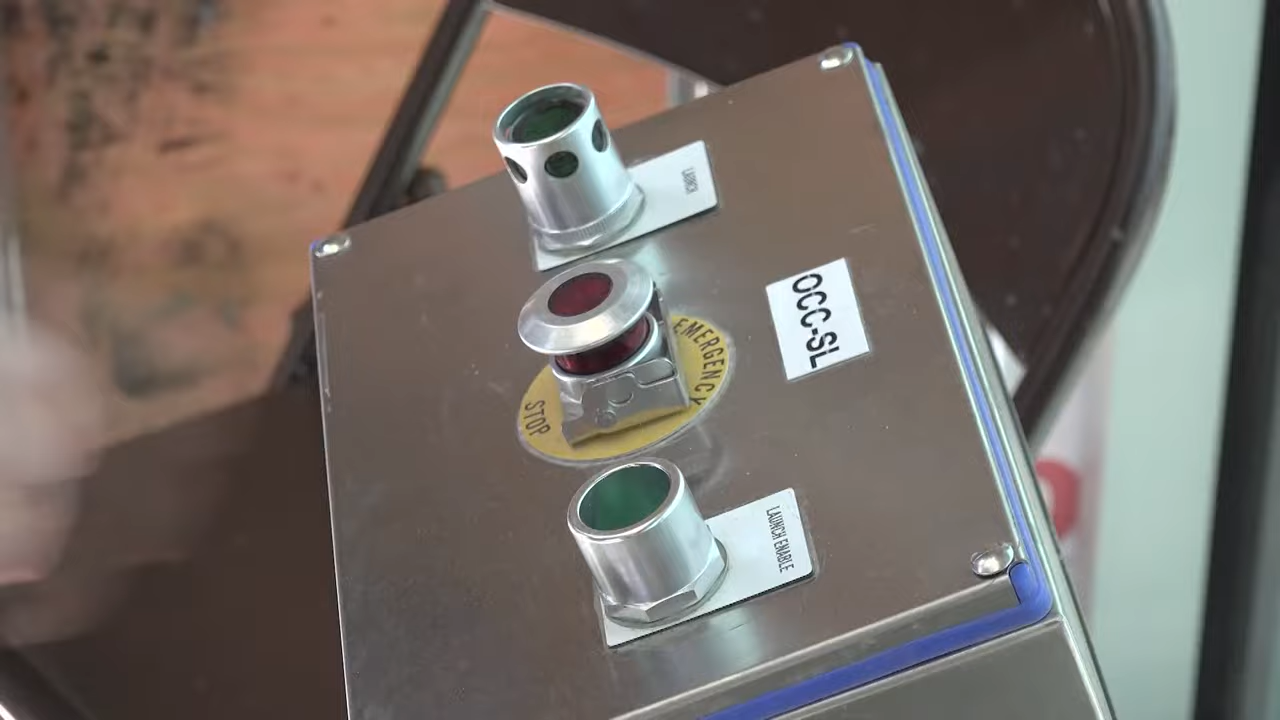 LAUNCH
OCC-SL
EMERGENCY
STOP
LAUNCH ENABLE